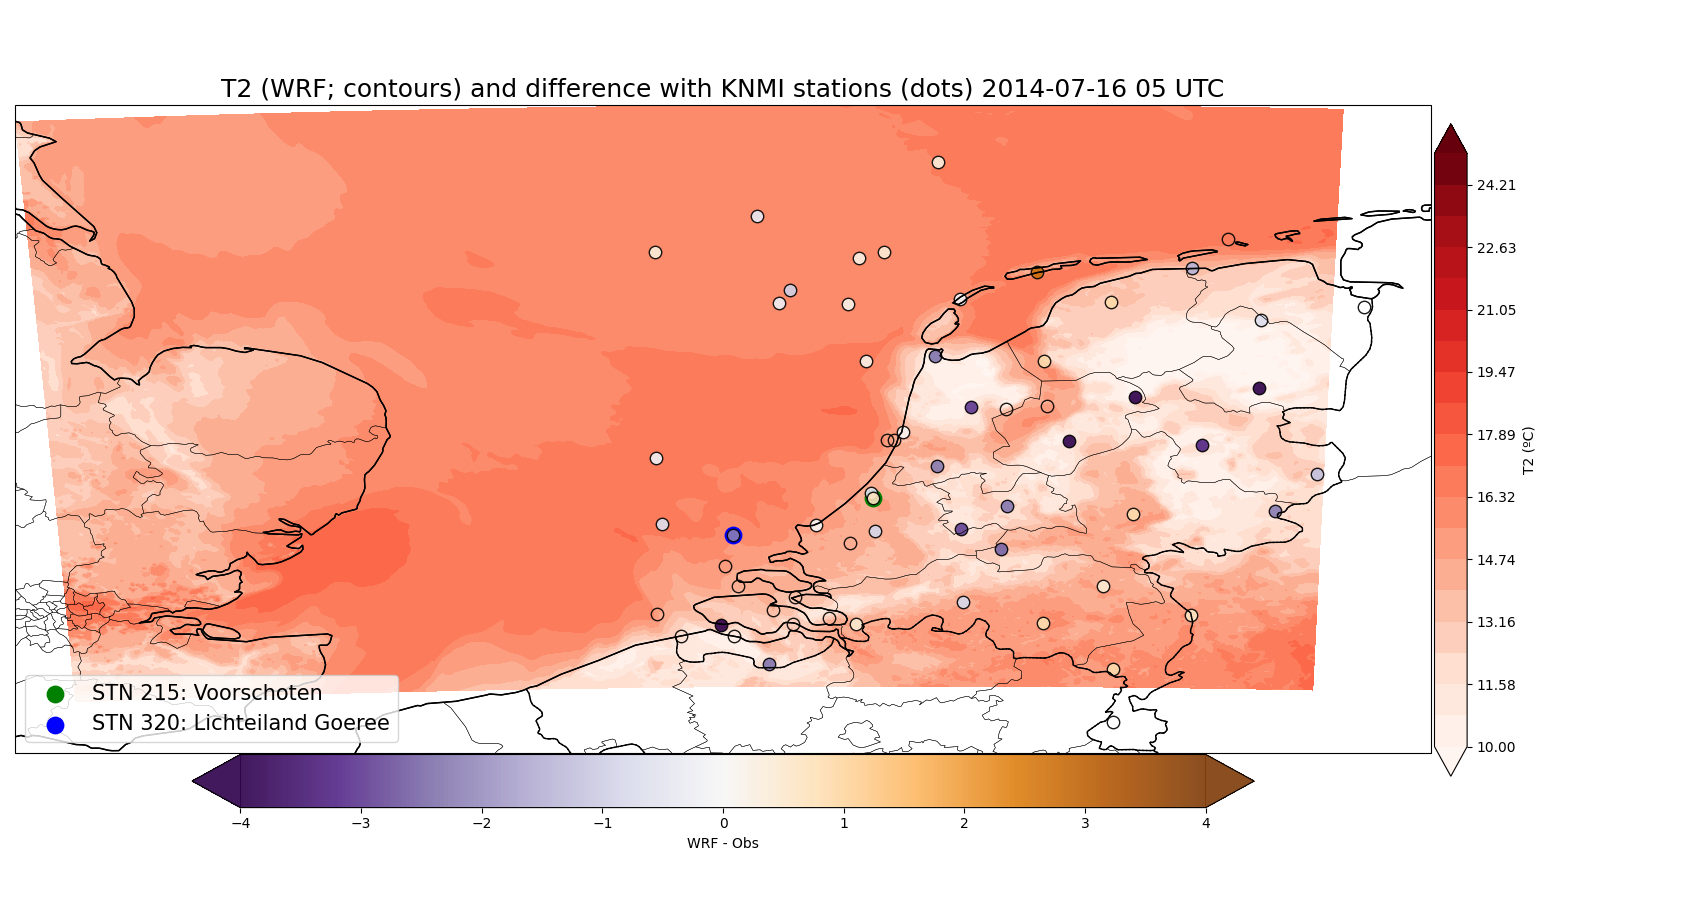 T2 (WRF; contours) and difference with KNMI stations (dots) 2014-07-16 05 UTC
24.21
22.63
21.05
19.47
17.89
16.32
14.74
13.16
11.58
10.00
T2 (ºC)
STN 215: Voorschoten
STN 320: Lichteiland Goeree
−4 −3 −2 −1 0 1 2 3 4
WRF - Obs